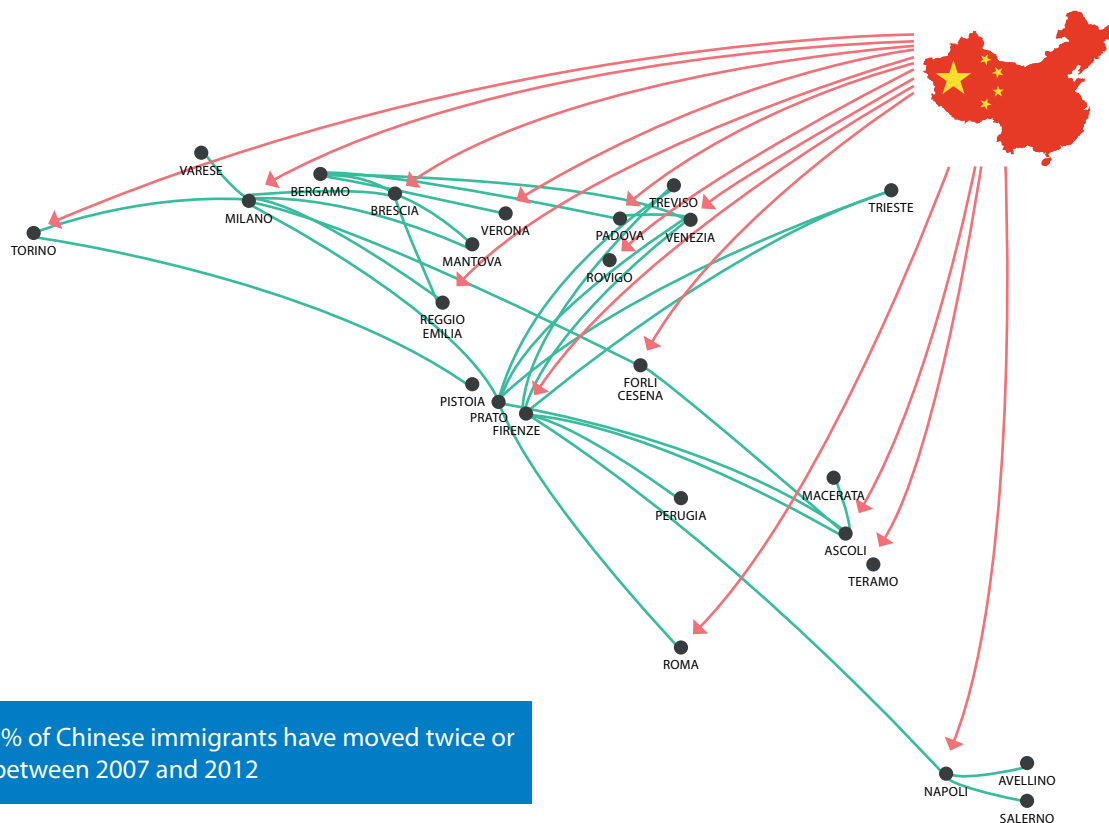 VARESE
BERGAMO
MILANO
BRESCIA
TREVISO
TRIESTE
VERONA
PADOVA
VENEZIA
TORINO
MANTOVA
ROVIGO
REGGIO
EMILIA
FORLI
CESENA
PISTOIA
PRATO
FIRENZE
MACERATA
PERUGIA
ASCOLI
TERAMO
ROMA
% of Chinese immigrants have moved twice or
between 2007 and 2012
NAPOLI
AVELLINO
SALERNO